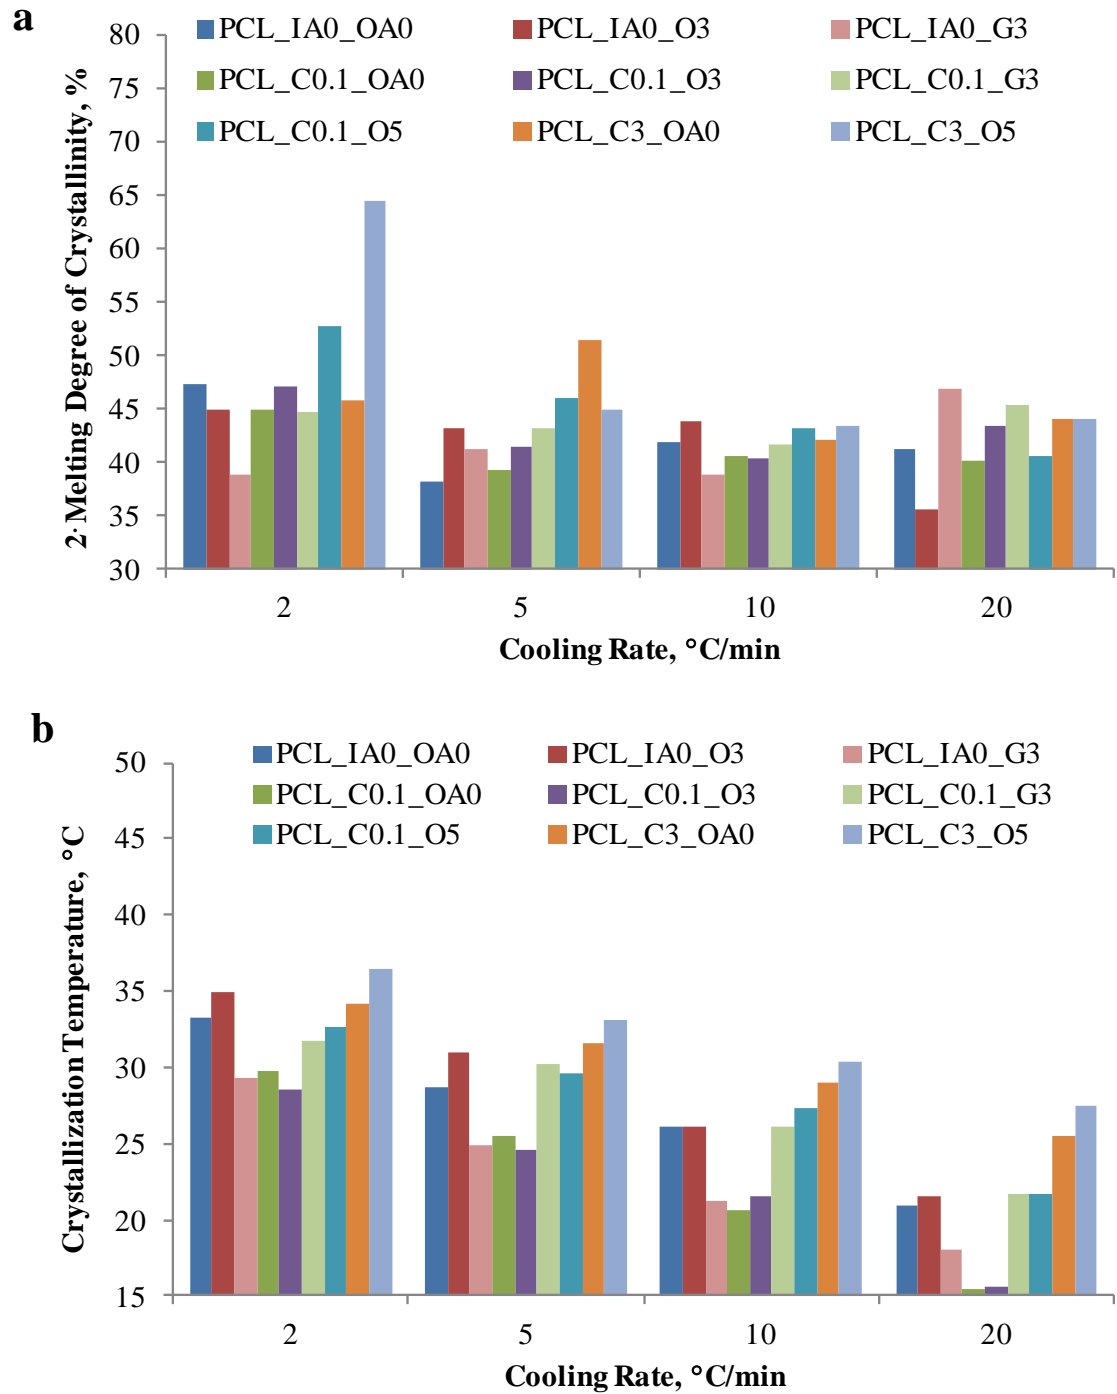 a
PCL_IA0_OA0 PCL_IA0_O3 PCL_IA0_G3
PCL_C0.1_OA0 PCL_C0.1_O3 PCL_C0.1_G3
PCL_C0.1_O5 PCL_C3_OA0 PCL_C3_O5
2· Melting Degree of Crystallinity, %
80
75
70
65
60
55
50
45
40
35
30
2 5 10 20
Cooling Rate, °C/min
b
PCL_IA0_OA0 PCL_IA0_O3 PCL_IA0_G3
PCL_C0.1_OA0 PCL_C0.1_O3 PCL_C0.1_G3
PCL_C0.1_O5 PCL_C3_OA0 PCL_C3_O5
Crystallization Temperature, °C
50
45
40
35
30
25
20
15
2 5 10 20
Cooling Rate, °C/min